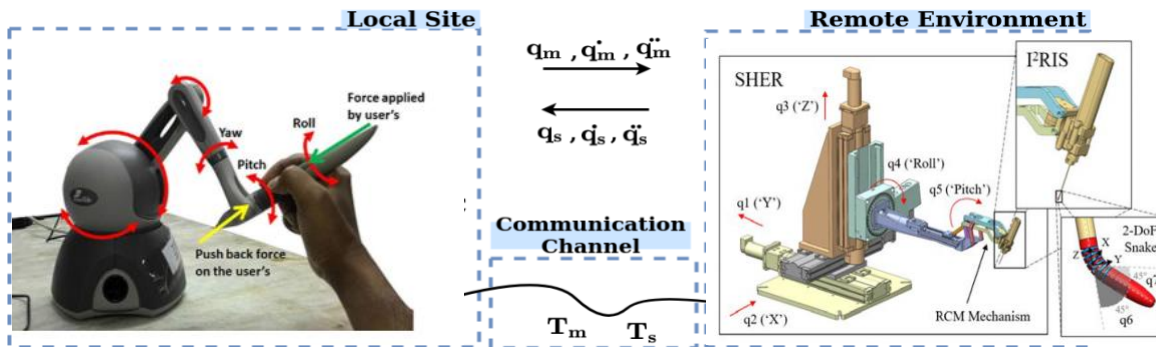 Local Site
Force applied
by user's
Roll
Yaw
Pitch
Push back force
on the user's
q̇m , q̇m , q̈m
qs , q̇s , q̈s
Communication
Channel
Tm
Ts
Remote Environment
SHER
I²RIS
q3 ('Z')
q4 ('Roll')
q5 ('Pitch')
q1 ('Y')
q2 ('X')
RCM Mechanism
2-DoF
Snake
X
Z
Y
45°
q7
45°
q6